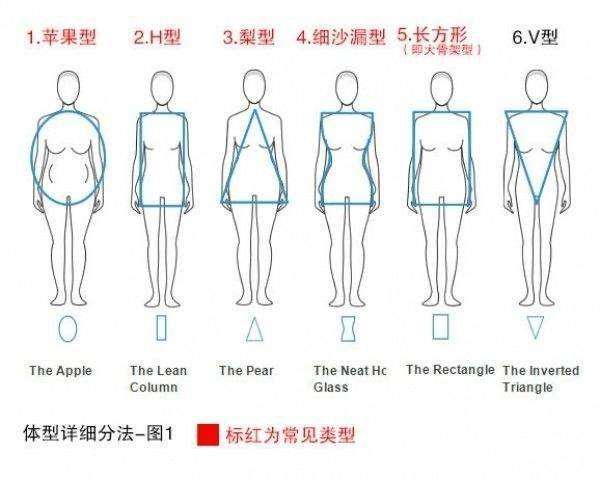 1.苹果型
2.H型
3.梨型
4.细沙漏型
5.长方形
（即大骨架型）
6.V型
The Apple
The Lean
Column
The Pear
The Neat Ho
Glass
The Rectangle
The Inverted
Triangle
体型详细分法-图1
标红为常见类型